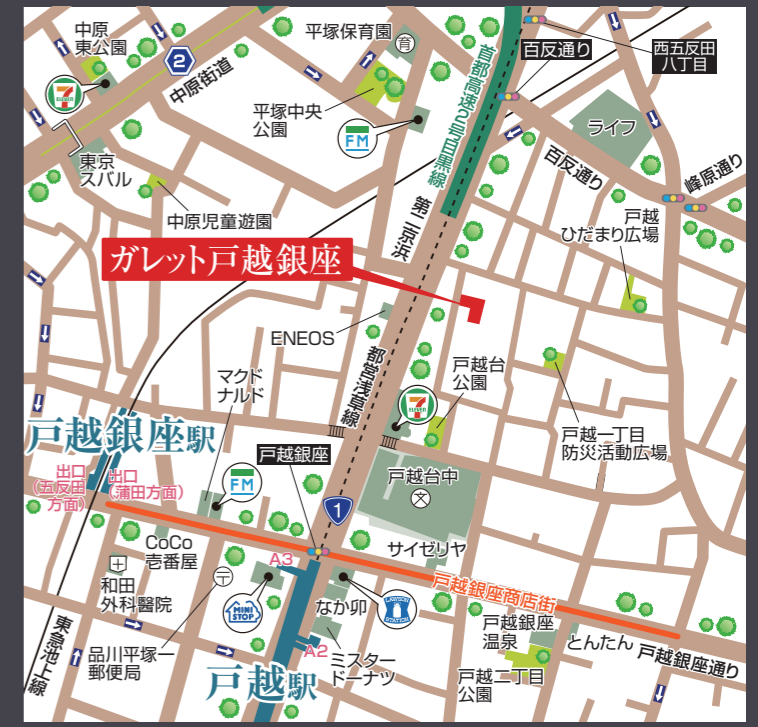 中原
東公園
2
中原街道
平塚保育園
育
首都高速2号目黒線
百反通り
西五反田
八丁目
7
ELEVEN
平塚中央
公園
FM
ライフ
東京
スバル
百反通り
峰原通り
中原児童遊園
第二京浜
戸越
ひだまり広場
ガレット戸越銀座
ENEOS
都営浅草線
マクド
ナルド
戸越台
公園
7
ELEVEN
戸越一丁目
防災活動広場
戸越銀座駅
戸越銀座
戸越台中
文
出口
(五反田
方面)
出口
(蒲田方面)
FM
1
CoCo
壱番屋
サイゼリヤ
A3
戸越銀座商店街
和田
外科醫院
〒
MINI
STOP
なか卯
LAWSON
STATION
戸越銀座
温泉
とんたん
戸越銀座通り
東急池上線
品川平塚一
郵便局
A2
ミスター
ドーナツ
戸越駅
戸越二丁目
公園